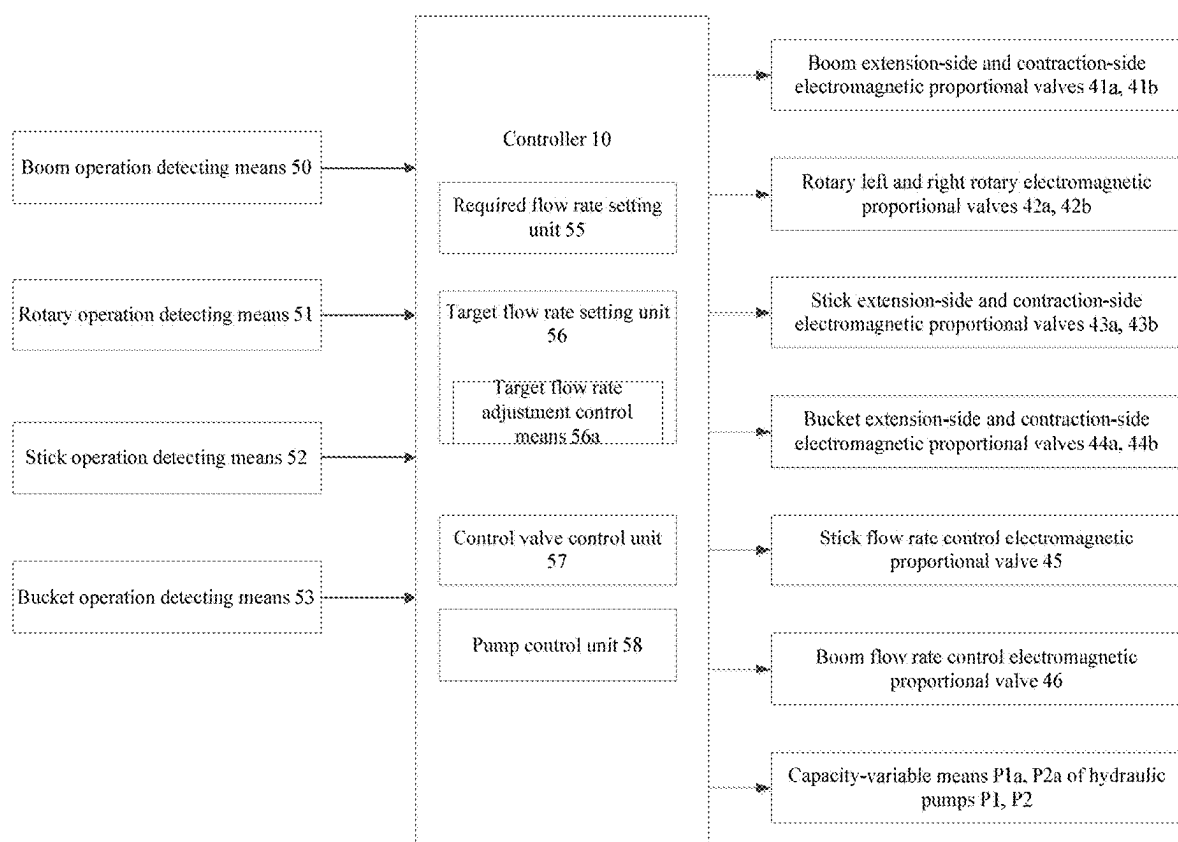 Boom operation detecting means 50
Rotary operation detecting means 51
Stick operation detecting means 52
Bucket operation detecting means 53
Controller 10
Required flow rate setting
unit 55
Target flow rate setting unit
56
Target flow rate
adjustment control
means 56a
Control valve control unit
57
Pump control unit 58
Boom extension-side and contraction-side
electromagnetic proportional valves 41a, 41b
Rotary left and right rotary electromagnetic
proportional valves 42a, 42b
Stick extension-side and contraction-side
electromagnetic proportional valves 43a, 43b
Bucket extension-side and contraction-side
electromagnetic proportional valves 44a, 44b
Stick flow rate control electromagnetic
proportional valve 45
Boom flow rate control electromagnetic
proportional valve 46
Capacity-variable means P1a, P2a of hydraulic
pumps P1, P2